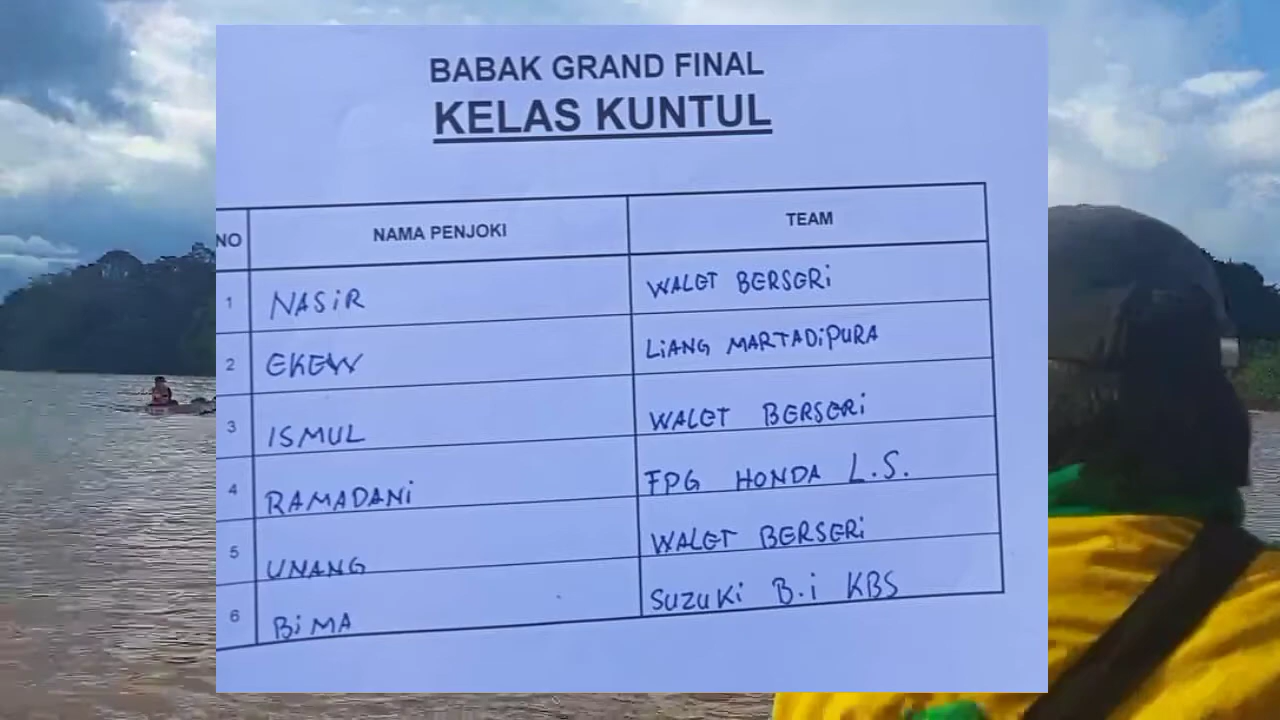 BABAK GRAND FINAL
KELAS KUNTUL
NO NAMA PENJOKI TEAM
1 NASiR WALET BERSERi
2 EKEW LiANG MARTADiPURA
3 ISMUL WALET BERSERi
4 RAMADANi FPG HONDA L.S.
5 UNANG WALET BERSERi
6 BiMA SUZUKi B.i KBS